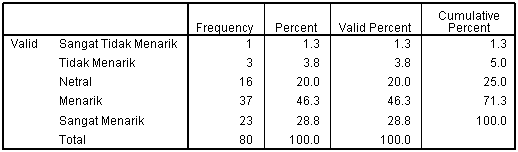 Cumulative
Frequency Percent Valid Percent Percent
Valid Sangat Tidak Menarik 1 1.3 1.3 1.3
Tidak Menarik 3 3.8 3.8 5.0
Netral 16 20.0 20.0 25.0
Menarik 37 46.3 46.3 71.3
Sangat Menarik 23 28.8 28.8 100.0
Total 80 100.0 100.0